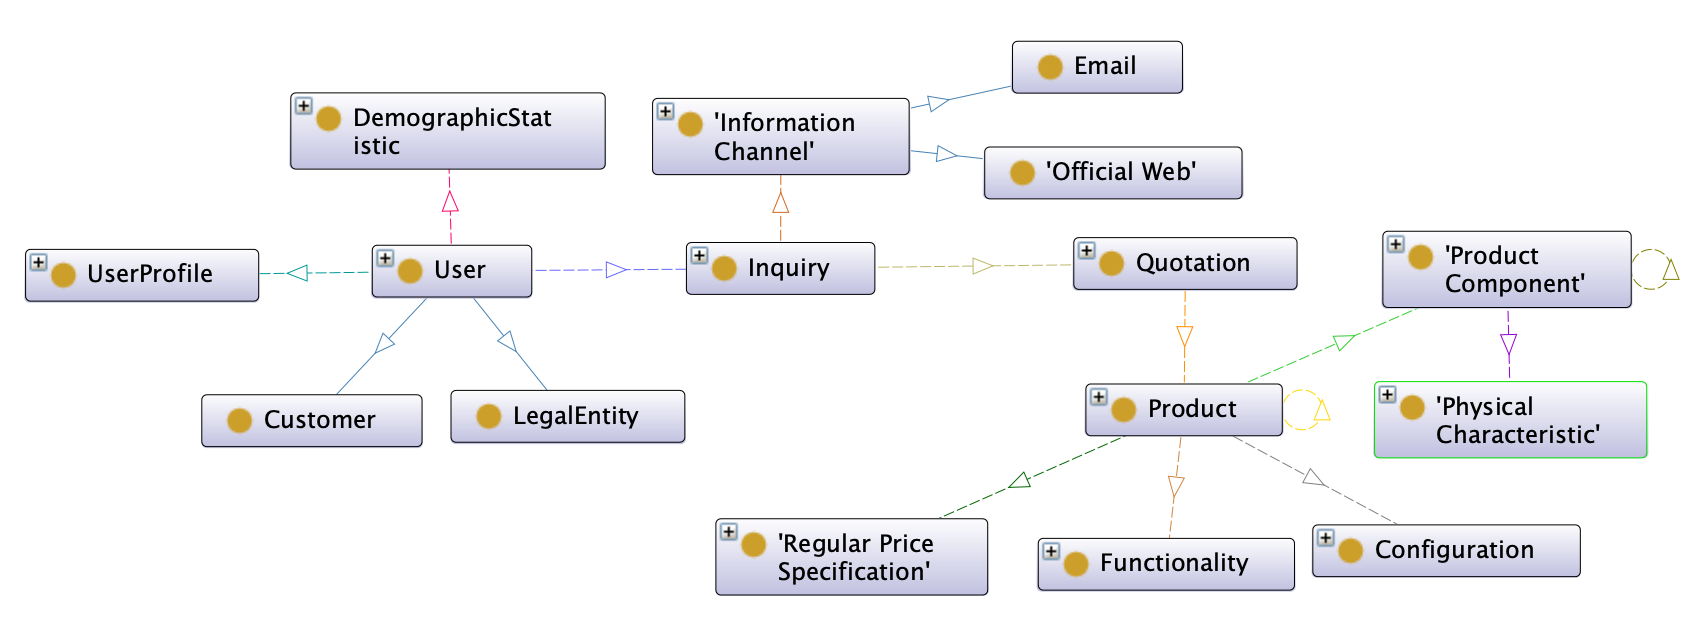 Email
DemographicStat
istic
'Information
Channel'
'Official Web'
UserProfile
User
Inquiry
Quotation
'Product
Component'
Customer
LegalEntity
Product
'Physical
Characteristic'
'Regular Price
Specification'
Functionality
Configuration